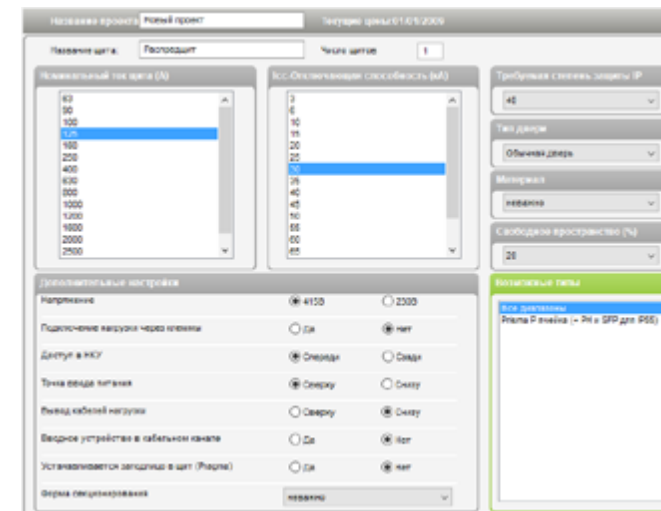 Название проекта Новый проект Текущие цены 01/01/2009
Название щита: Распредщит Число щитов 1
Номинальный ток щита (А)
63
90
100
125
160
250
400
630
800
1000
1200
1600
2000
2500
Icc-Отключающая способность (кА)
3
6
10
15
20
25
30
35
40
45
50
55
60
65
Требуемая степень защиты IP
40
Тип двери
Обычная дверь
Материал
неважно
Свободное пространство (%)
20
Дополнительные настройки
Напряжение 415В 230В
Подключение нагрузки через клеммы Да Нет
Доступ в НКУ Спереди Сзади
Точка ввода питания Сверху Снизу
Вывод кабелей нагрузки Сверху Снизу
Вводное устройство в кабельном канале Да Нет
Устанавливается заподлицо в щит (Pragma) Да Нет
Форма секционирования неважно
Возможные типы
Все диапазоны
Prisma P ячейка (+ PH и SFP для IP55)